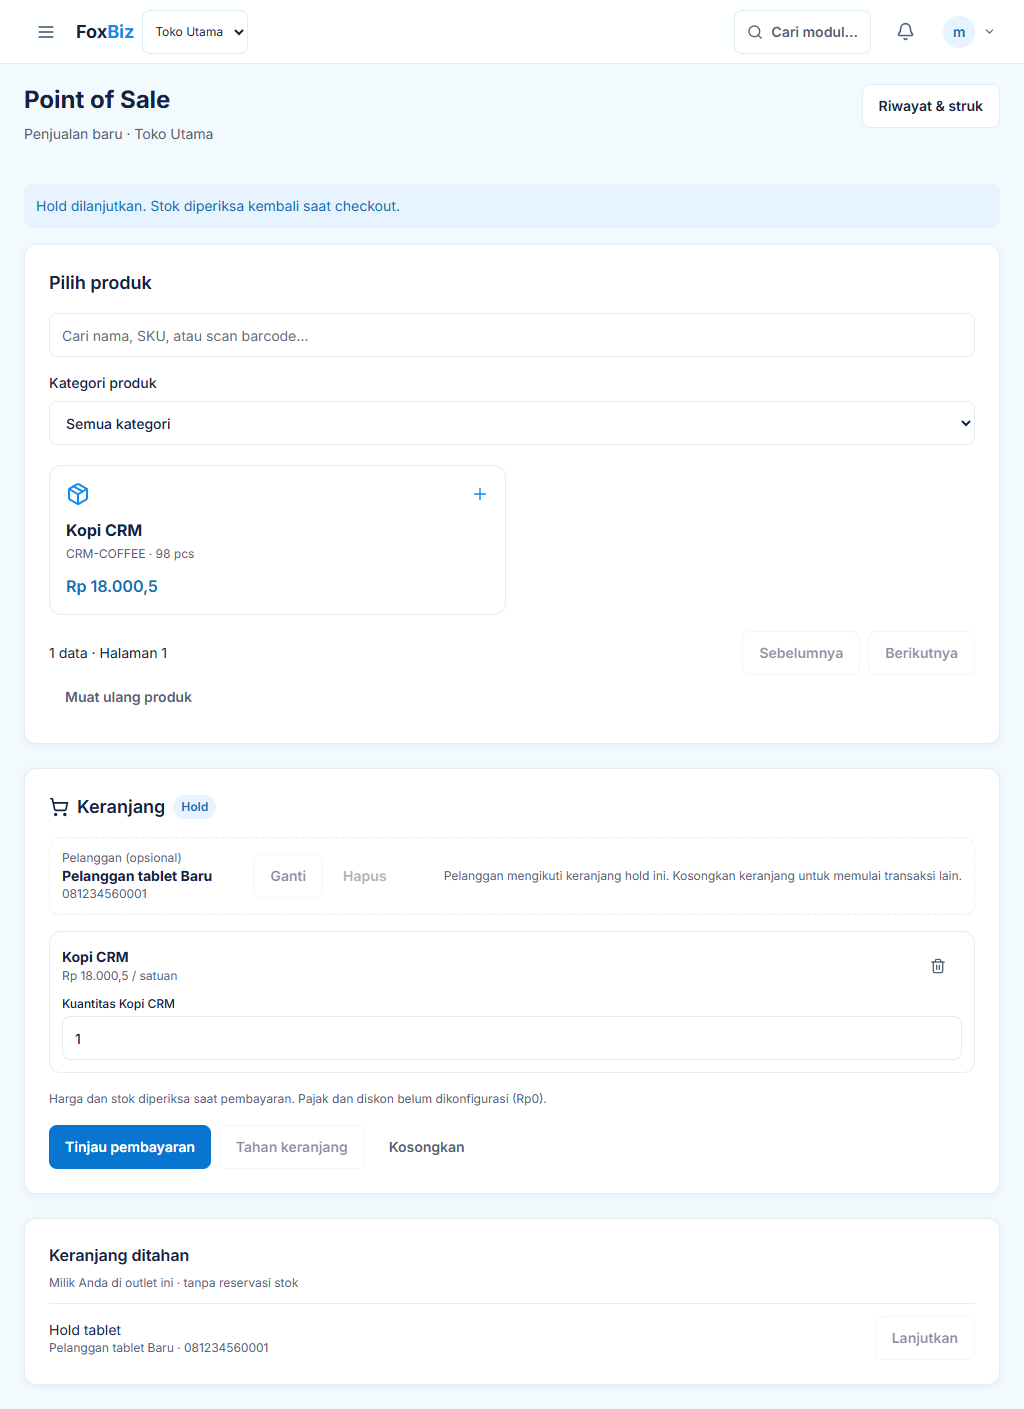 FoxBiz
Toko Utama
Cari modul...
m
Point of Sale
Riwayat & struk
Penjualan baru · Toko Utama
Hold dilanjutkan. Stok diperiksa kembali saat checkout.
Pilih produk
Cari nama, SKU, atau scan barcode...
Kategori produk
Semua kategori
Kopi CRM
CRM-COFFEE · 98 pcs
Rp 18.000,5
1 data · Halaman 1
Sebelumnya
Berikutnya
Muat ulang produk
Keranjang
Hold
Pelanggan (opsional)
Pelanggan tablet Baru
081234560001
Ganti
Hapus
Pelanggan mengikuti keranjang hold ini. Kosongkan keranjang untuk memulai transaksi lain.
Kopi CRM
Rp 18.000,5 / satuan
Kuantitas Kopi CRM
1
Harga dan stok diperiksa saat pembayaran. Pajak dan diskon belum dikonfigurasi (Rp0).
Tinjau pembayaran
Tahan keranjang
Kosongkan
Keranjang ditahan
Milik Anda di outlet ini · tanpa reservasi stok
Hold tablet
Pelanggan tablet Baru · 081234560001
Lanjutkan